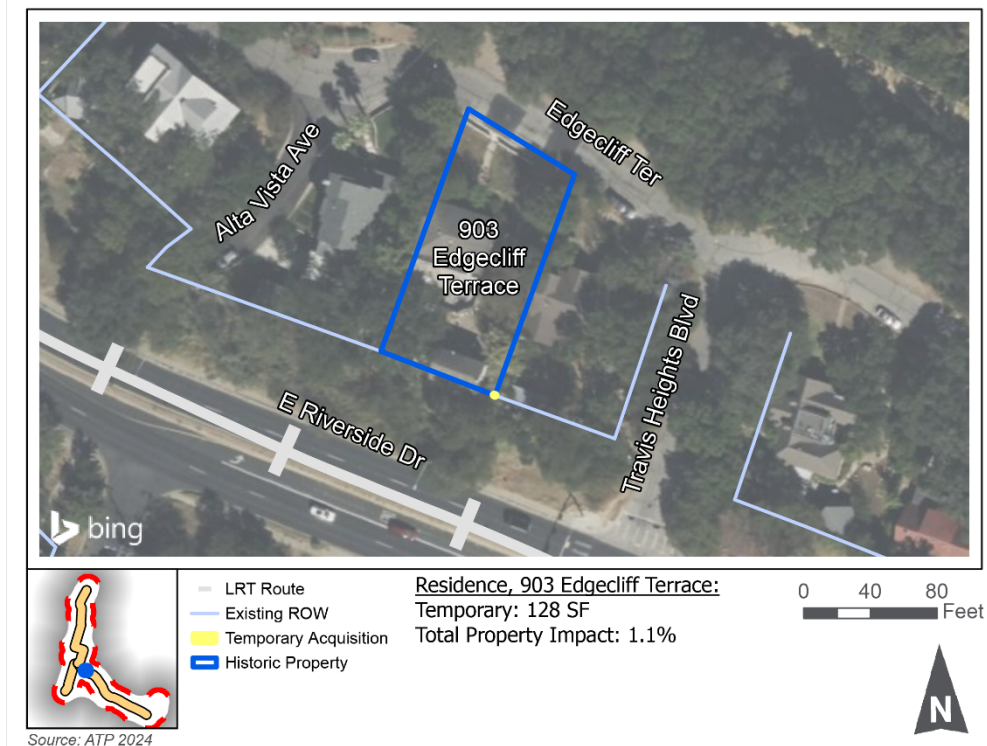 Edgecliff Ter
Alta Vista Ave
903
Edgecliff
Terrace
Travis Heights Blvd
E Riverside Dr
bing
LRT Route
Existing ROW
Temporary Acquisition
Historic Property
Residence, 903 Edgecliff Terrace:
Temporary: 128 SF
Total Property Impact: 1.1%
0 40 80
Feet
N
Source: ATP 2024